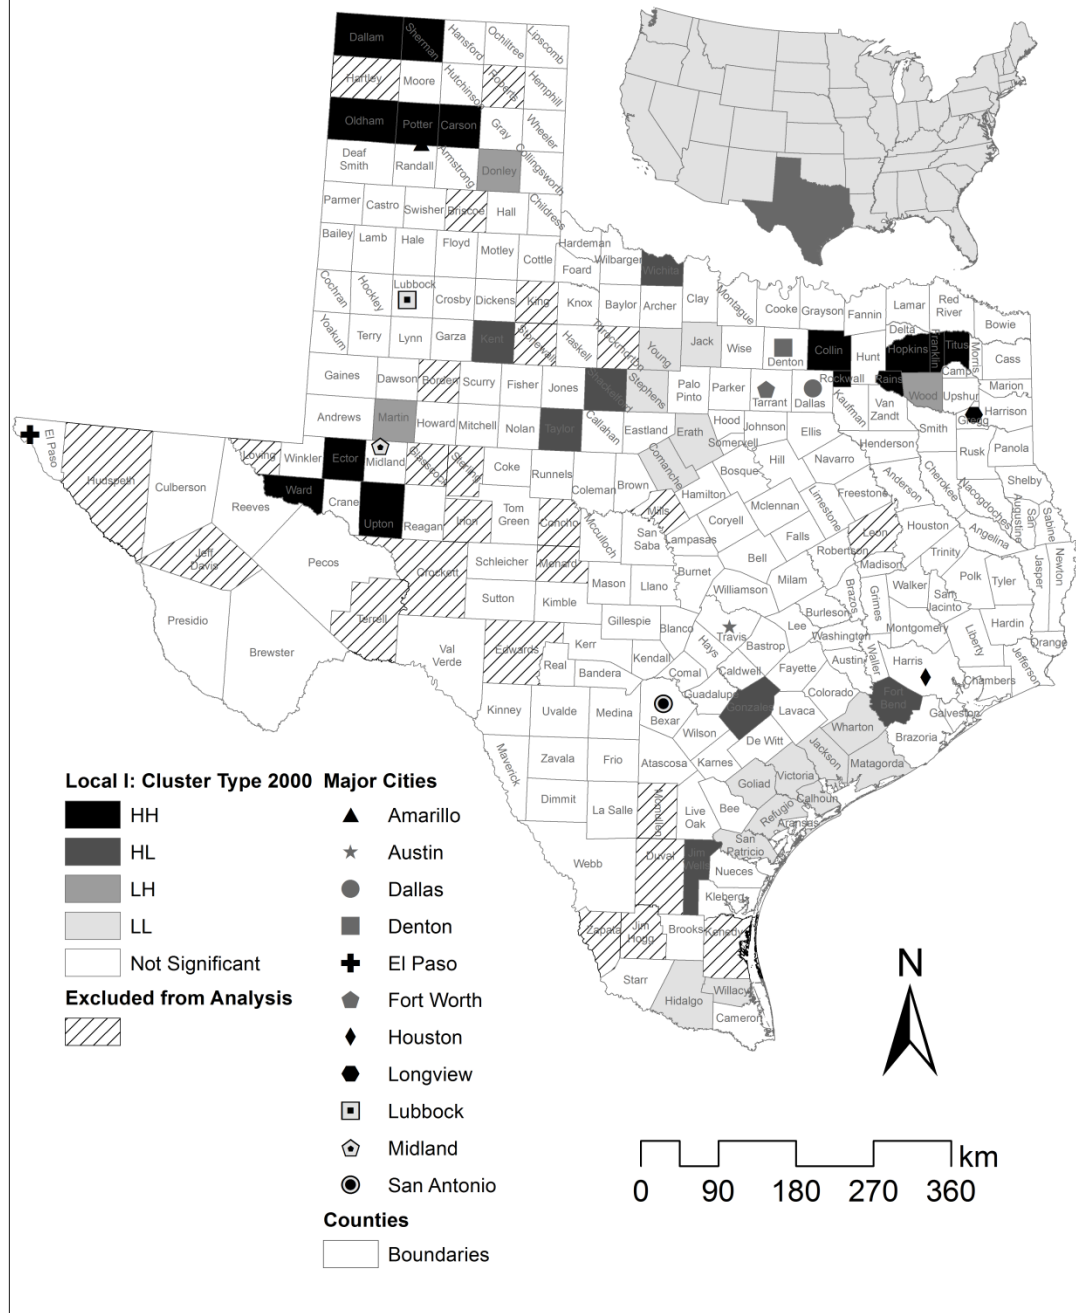 Dallam
Sherman
Hansford
Ochiltree
Lipscomb
Hartley
Moore
Hutchinson
Roberts
Hemphill
Oldham
Potter
Carson
Gray
Wheeler
Deaf
Smith
Randall
Armstrong
Donley
Collingsworth
Parmer
Castro
Swisher
Briscoe
Hall
Childress
Bailey
Lamb
Hale
Floyd
Motley
Cottle
Hardeman
Foard
Wilbarger
Wichita
Cochran
Hockley
Lubbock
Crosby
Dickens
King
Knox
Baylor
Archer
Clay
Montague
Cooke
Grayson
Fannin
Lamar
Red
River
Bowie
Yoakum
Terry
Lynn
Garza
Kent
Stonewall
Haskell
Throckmorton
Young
Jack
Wise
Denton
Collin
Hunt
Delta
Hopkins
Franklin
Titus
Morris
Cass
Camp
Rockwall
Rains
Wood
Upshur
Marion
Gaines
Dawson
Borden
Scurry
Fisher
Jones
Shackelford
Stephens
Palo
Pinto
Parker
Tarrant
Dallas
Kaufman
Van
Zandt
Smith
Gregg
Harrison
Andrews
Martin
Howard
Mitchell
Nolan
Taylor
Callahan
Eastland
Erath
Hood
Somervell
Johnson
Ellis
Henderson
Rusk
Panola
El Paso
Hudspeth
Culberson
Loving
Winkler
Ector
Midland
Glasscock
Sterling
Coke
Runnels
Coleman
Brown
Comanche
Hamilton
Bosque
Hill
Navarro
Anderson
Cherokee
Nacogdoches
Shelby
Reeves
Ward
Crane
Upton
Reagan
Irion
Tom
Green
Concho
Mcculloch
San
Saba
Mills
Lampasas
Coryell
Mclennan
Limestone
Freestone
Leon
Houston
Angelina
San
Augustine
Sabine
Jeff
Davis
Pecos
Crockett
Schleicher
Menard
Mason
Llano
Burnet
Bell
Falls
Robertson
Madison
Trinity
Polk
Tyler
Jasper
Newton
Presidio
Brewster
Terrell
Sutton
Kimble
Gillespie
Blanco
Williamson
Milam
Brazos
Grimes
Walker
San
Jacinto
Hardin
Val
Verde
Edwards
Real
Kerr
Bandera
Kendall
Hays
Travis
Bastrop
Lee
Burleson
Washington
Montgomery
Liberty
Orange
Jefferson
Kinney
Uvalde
Medina
Bexar
Comal
Guadalupe
Caldwell
Gonzales
Fayette
Lavaca
Colorado
Austin
Waller
Harris
Fort
Bend
Chambers
Galveston
Brazoria
Maverick
Zavala
Frio
Atascosa
Wilson
Karnes
De Witt
Wharton
Jackson
Matagorda
Dimmit
La Salle
Mcmullen
Live
Oak
Bee
Goliad
Victoria
Calhoun
Refugio
Aransas
Webb
Duval
Jim
Wells
San
Patricio
Nueces
Kleberg
Zapata
Jim
Hogg
Brooks
Kenedy
Starr
Hidalgo
Willacy
Cameron
Local I: Cluster Type 2000
HH
HL
LH
LL
Not Significant
Excluded from Analysis
Major Cities
Amarillo
Austin
Dallas
Denton
El Paso
Fort Worth
Houston
Longview
Lubbock
Midland
San Antonio
Counties
Boundaries
N
km
0 90 180 270 360